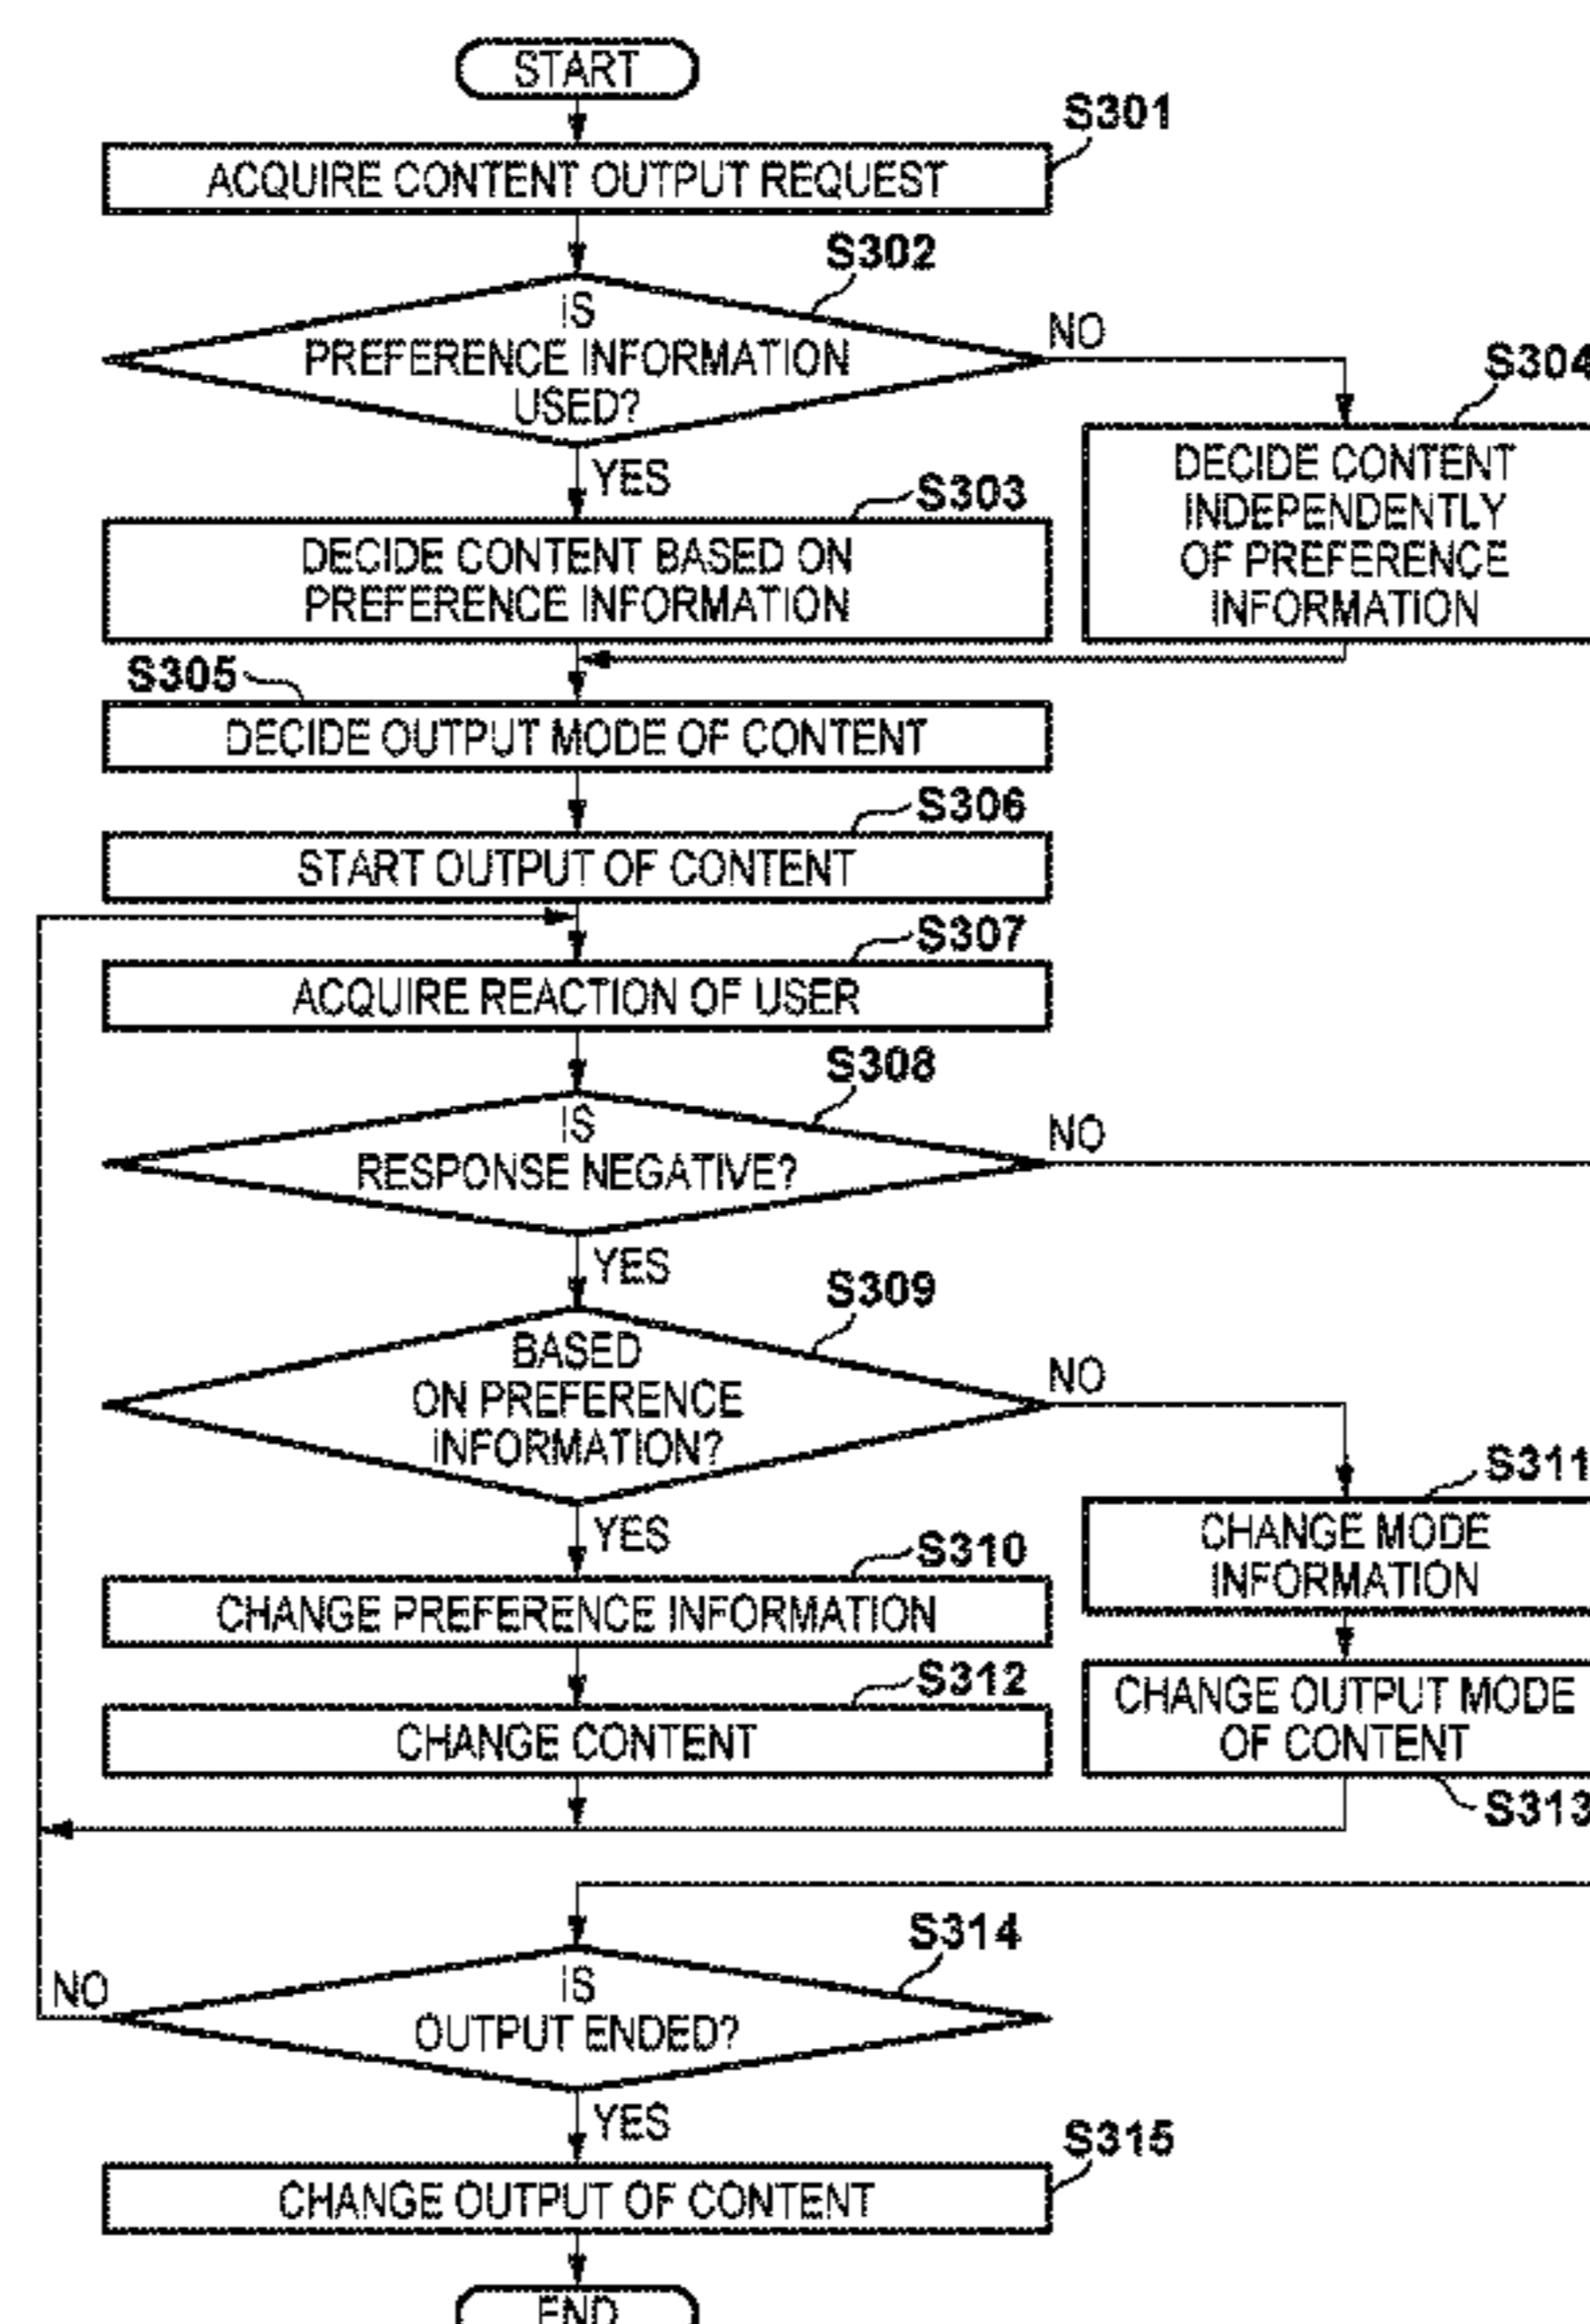 START
S301
ACQUIRE CONTENT OUTPUT REQUEST
S302
IS
PREFERENCE INFORMATION
USED?
NO
YES
S303
DECIDE CONTENT BASED ON
PREFERENCE INFORMATION
S304
DECIDE CONTENT
INDEPENDENTLY
OF PREFERENCE
INFORMATION
S305
DECIDE OUTPUT MODE OF CONTENT
S306
START OUTPUT OF CONTENT
S307
ACQUIRE REACTION OF USER
S308
IS
RESPONSE NEGATIVE?
NO
YES
S309
BASED
ON PREFERENCE
INFORMATION?
NO
YES
S310
CHANGE PREFERENCE INFORMATION
S311
CHANGE MODE
INFORMATION
S312
CHANGE CONTENT
CHANGE OUTPUT MODE
OF CONTENT
S313
S314
IS
OUTPUT ENDED?
NO
YES
S315
CHANGE OUTPUT OF CONTENT
END